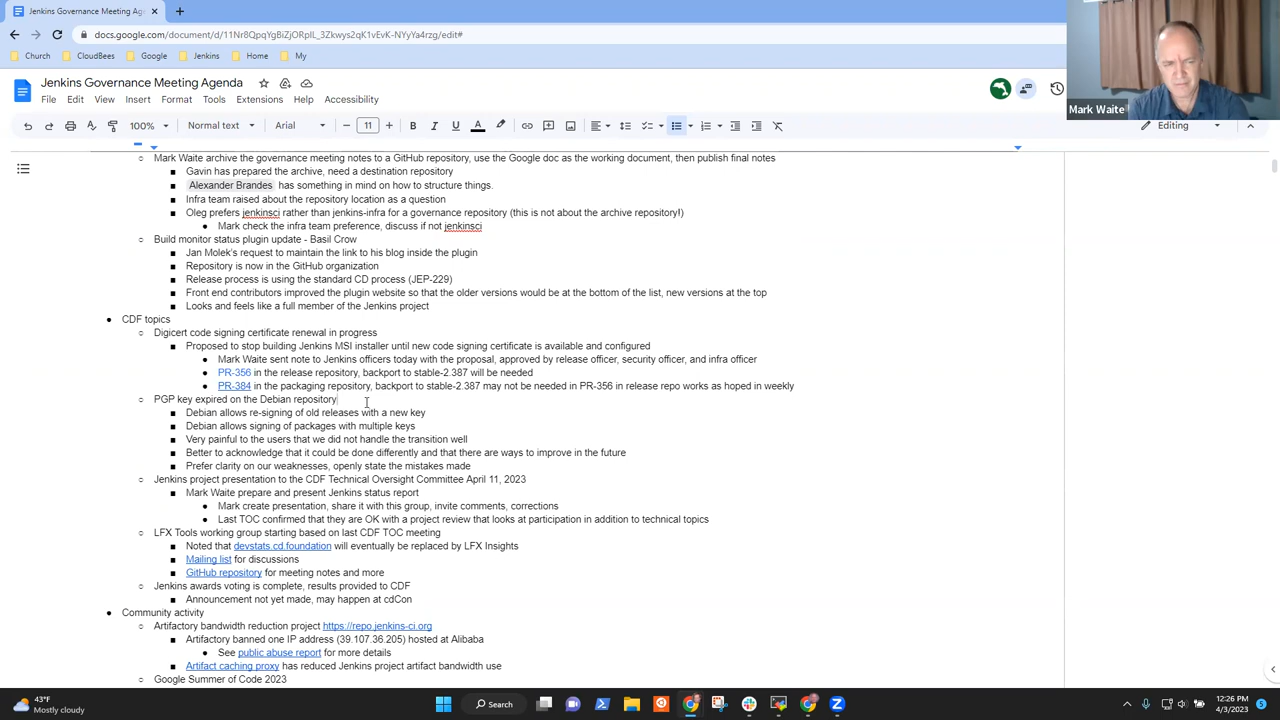 Jenkins Governance Meeting Ag
docs.google.com/document/d/11Nr8QpqYgBiZjORplL_3Zkwys2qK1vEvK-NYyYa4rzg/edit#
Church
CloudBees
Google
Jenkins
Home
Jenkins Governance Meeting Agenda
File Edit View Insert Format Tools Extensions Help Accessibility
100% Normal text Arial 11 B I U A Editing
Mark Waite
Mark Waite archive the governance meeting notes to a GitHub repository, use the Google doc as the working document, then publish final notes
Gavin has prepared the archive, need a destination repository
Alexander Brandes has something in mind on how to structure things.
Infra team raised about the repository location as a question
Oleg prefers jenkinsci rather than jenkins-infra for a governance repository (this is not about the archive repository!)
Mark check the infra team preference, discuss if not jenkinsci
Build monitor status plugin update - Basil Crow
Jan Molek's request to maintain the link to his blog inside the plugin
Repository is now in the GitHub organization
Release process is using the standard CD process (JEP-229)
Front end contributors improved the plugin website so that the older versions would be at the bottom of the list, new versions at the top
Looks and feels like a full member of the Jenkins project
CDF topics
Digicert code signing certificate renewal in progress
Proposed to stop building Jenkins MSI installer until new code signing certificate is available and configured
Mark Waite sent note to Jenkins officers today with the proposal, approved by release officer, security officer, and infra officer
PR-356 in the release repository, backport to stable-2.387 will be needed
PR-384 in the packaging repository, backport to stable-2.387 may not be needed in PR-356 in release repo works as hoped in weekly
PGP key expired on the Debian repository
Debian allows re-signing of old releases with a new key
Debian allows signing of packages with multiple keys
Very painful to the users that we did not handle the transition well
Better to acknowledge that it could be done differently and that there are ways to improve in the future
Prefer clarity on our weaknesses, openly state the mistakes made
Jenkins project presentation to the CDF Technical Oversight Committee April 11, 2023
Mark Waite prepare and present Jenkins status report
Mark create presentation, share it with this group, invite comments, corrections
Last TOC confirmed that they are OK with a project review that looks at participation in addition to technical topics
LFX Tools working group starting based on last CDF TOC meeting
Noted that devstats.cd.foundation will eventually be replaced by LFX Insights
Mailing list for discussions
GitHub repository for meeting notes and more
Jenkins awards voting is complete, results provided to CDF
Announcement not yet made, may happen at cdCon
Community activity
Artifactory bandwidth reduction project https://repo.jenkins-ci.org
Artifactory banned one IP address (39.107.36.205) hosted at Alibaba
See public abuse report for more details
Artifact caching proxy has reduced Jenkins project artifact bandwidth use
Google Summer of Code 2023
43°F
Mostly cloudy
Search
12:26 PM
4/3/2023